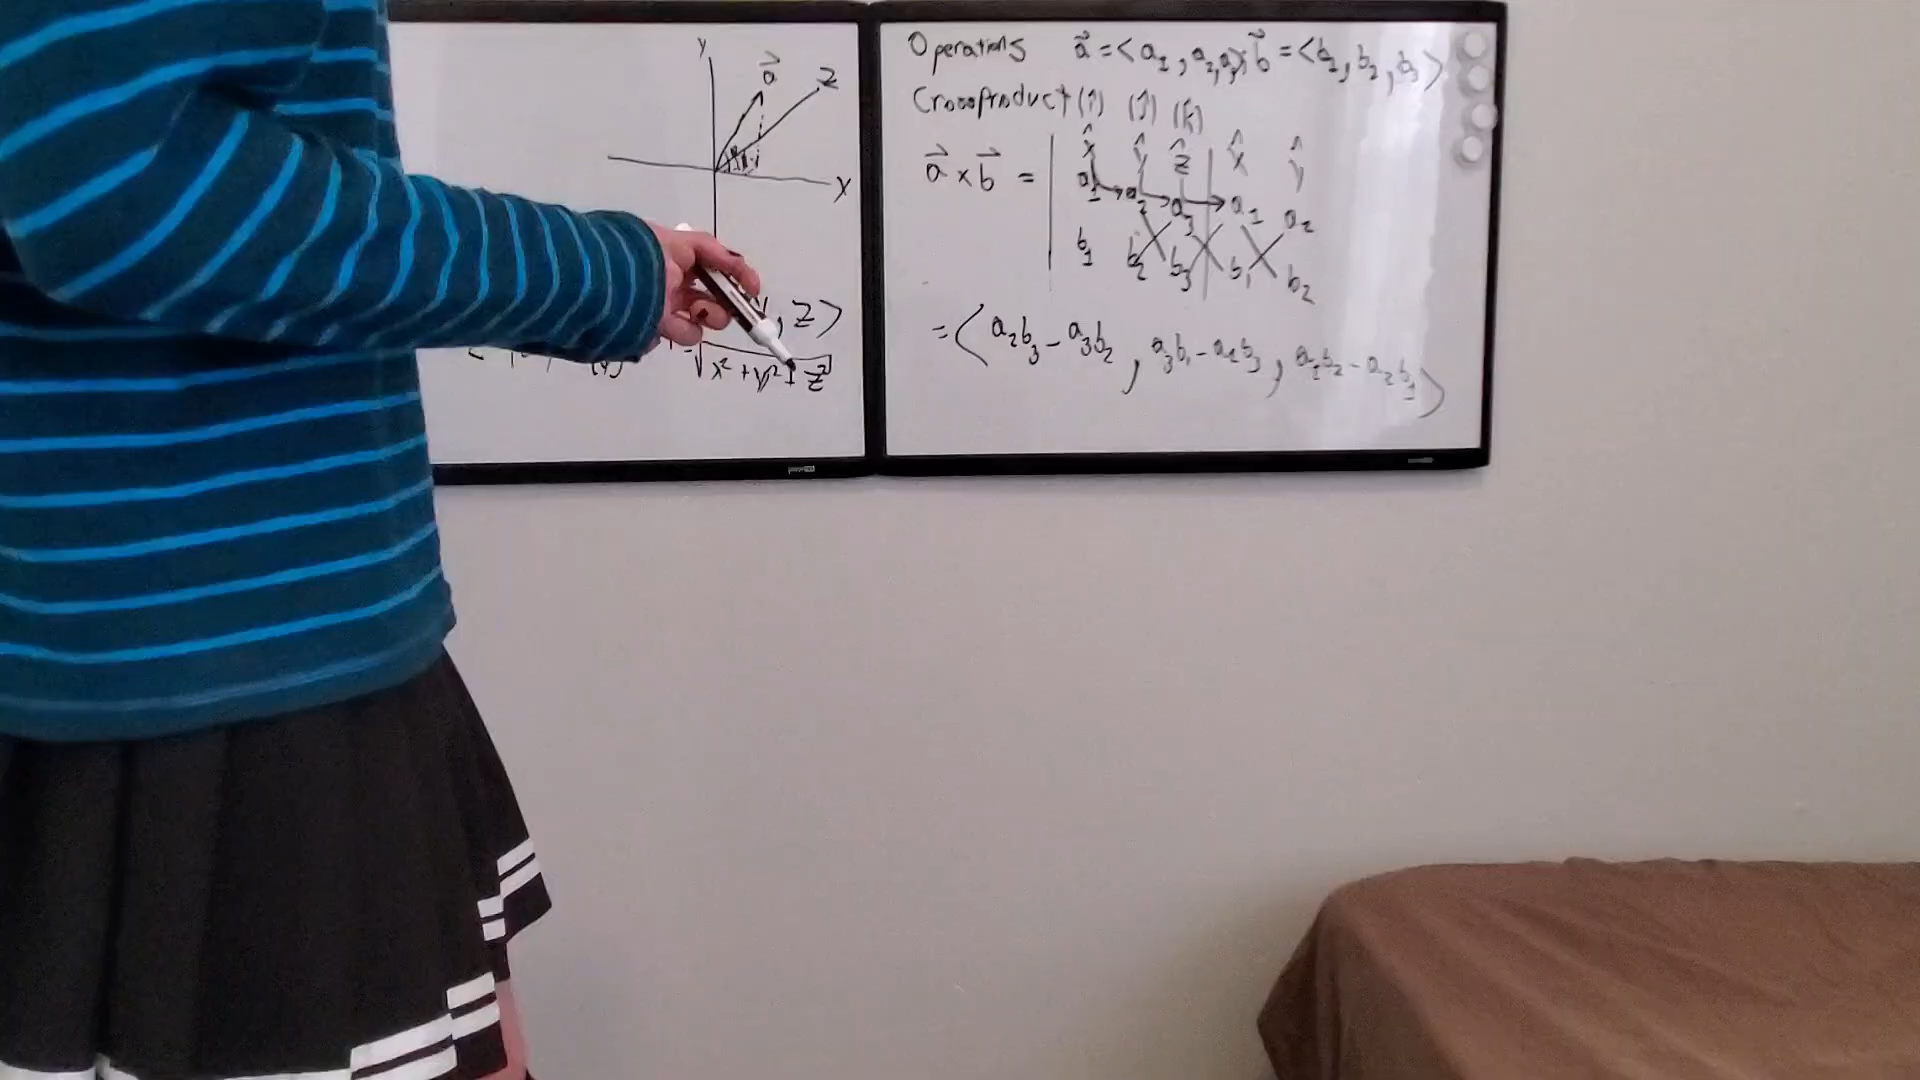 y
a⃗
z
x
, z⟩
√x² + y² + z²
Operations a⃗ = <a₁, a₂, a₃>; b⃗ = <b₁, b₂, b₃>
Crossproduct (î) (ĵ) (k̂)
x̂ ŷ ẑ x̂ ŷ
a⃗ × b⃗ = a₁ a₂ a₃ a₁ a₂
b₁ b₂ b₃ b₁ b₂
= ⟨a₂b₃ - a₃b₂, a₃b₁ - a₁b₃, a₁b₂ - a₂b₁⟩